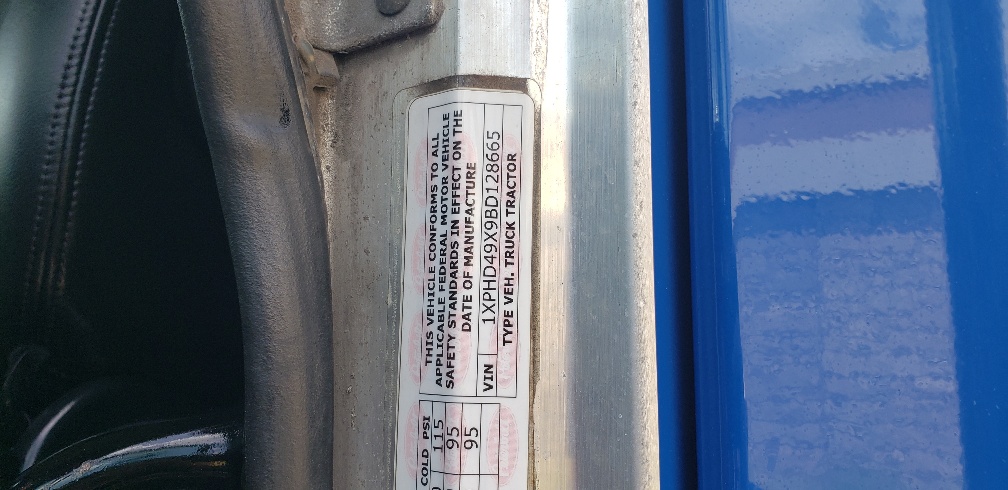 THIS VEHICLE CONFORMS TO ALL
APPLICABLE FEDERAL MOTOR VEHICLE
SAFETY STANDARDS IN EFFECT ON THE
DATE OF MANUFACTURE
VIN 1XPHD49X9BD128665
TYPE VEH. TRUCK TRACTOR
COLD PSI
115
95
95